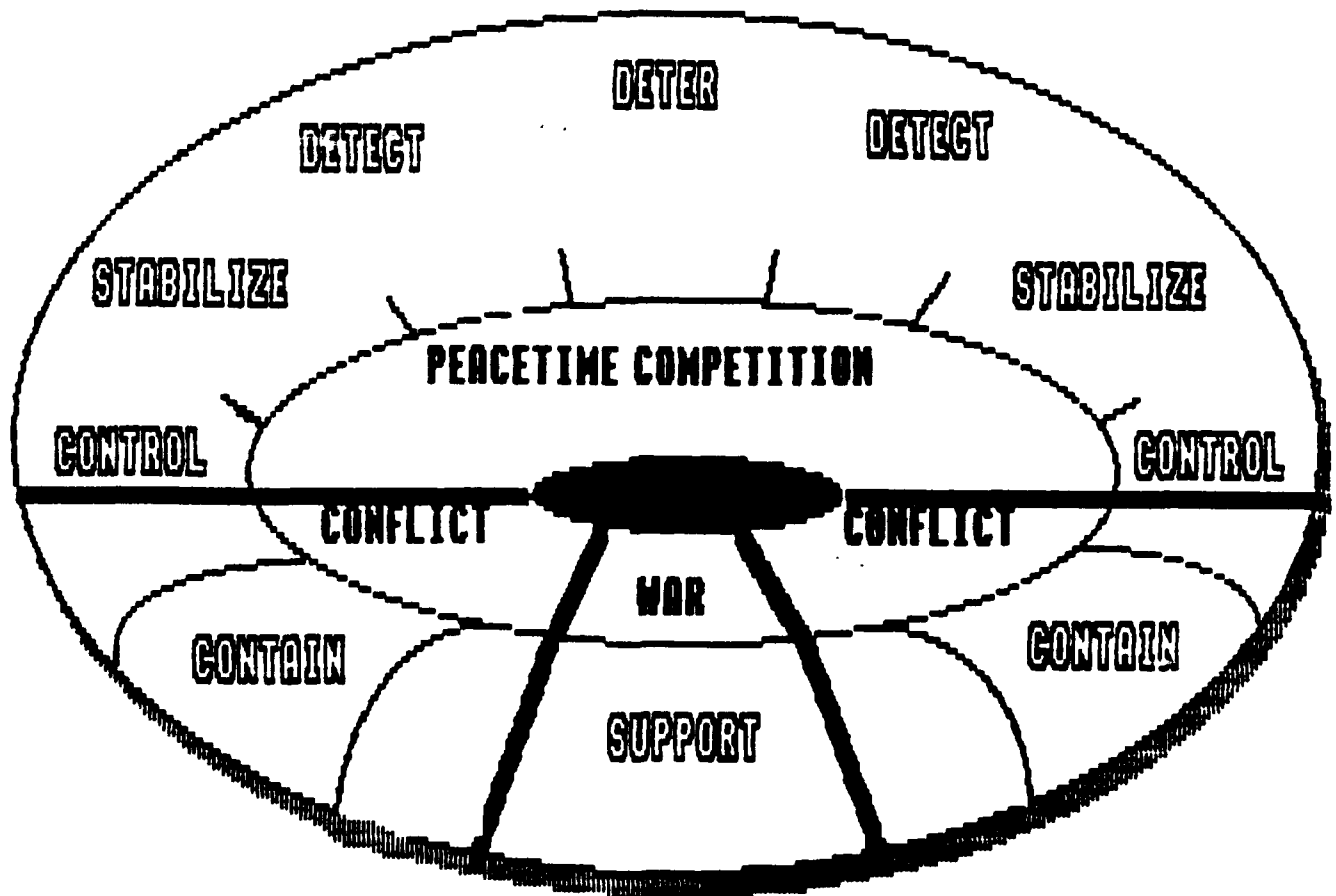 DETER
DETECT
DETECT
STABILIZE
STABILIZE
PEACETIME COMPETITION
CONTROL
CONTROL
CONFLICT
CONFLICT
WAR
CONTAIN
CONTAIN
SUPPORT